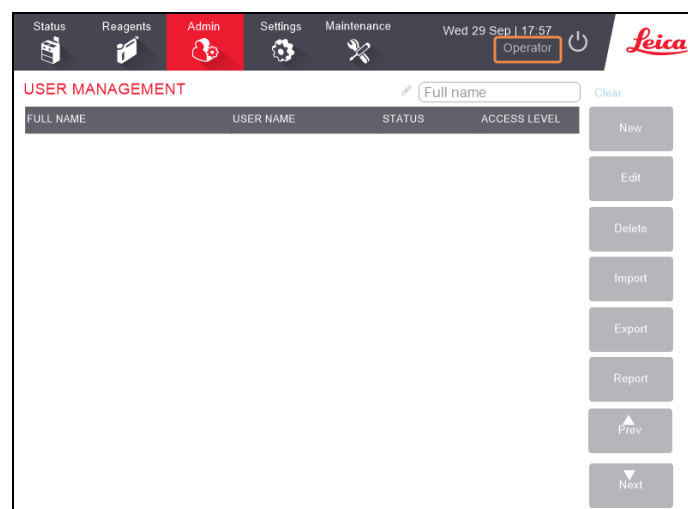 Status Reagents Admin Settings Maintenance Wed 29 Sep | 17:57
Operator
Leica
USER MANAGEMENT Full name Clear
FULL NAME USER NAME STATUS ACCESS LEVEL
New
Edit
Delete
Import
Export
Report
Prev
Next